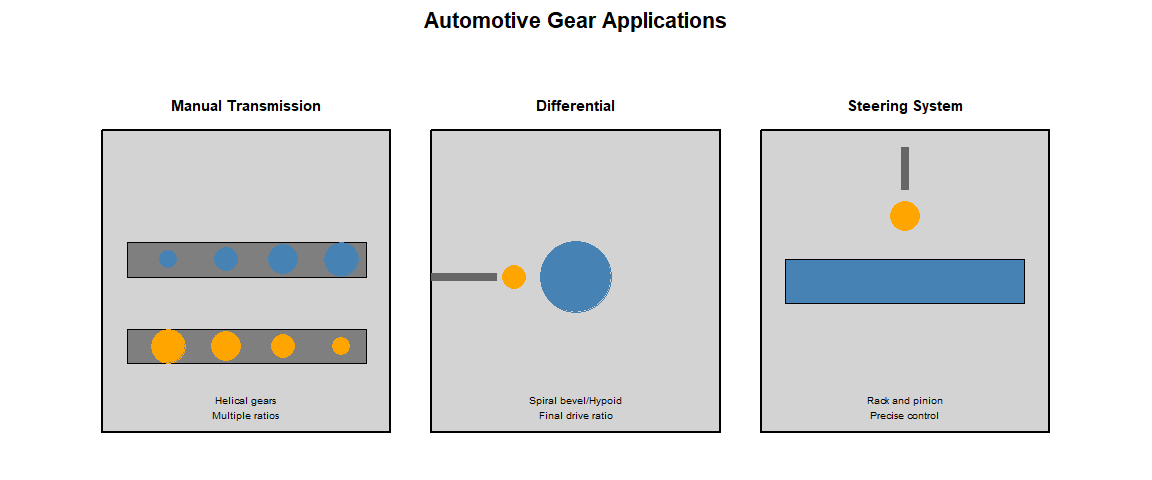 Automotive Gear Applications
Manual Transmission
Helical gears
Multiple ratios
Differential
Spiral bevel/Hypoid
Final drive ratio
Steering System
Rack and pinion
Precise control